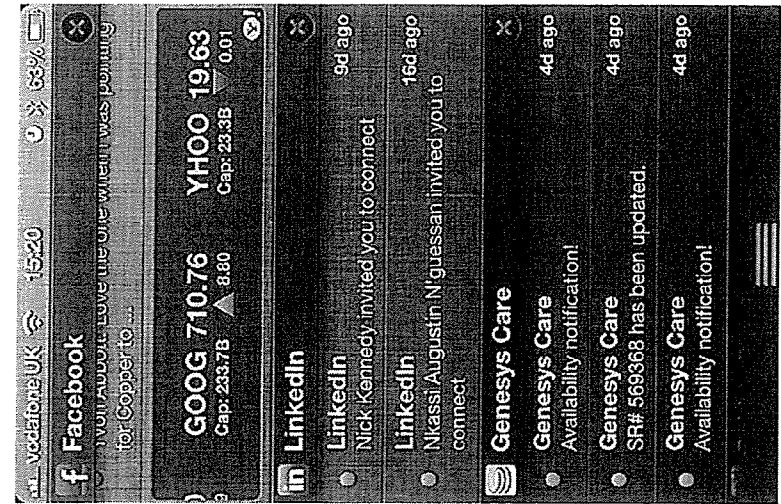 vodafone UK 15:20 63%
Facebook
for Copper to ...
GOOG 710.76
Cap: 233.7B 8.80
YHOO 19.63
Cap: 23.3B 0.01
LinkedIn
LinkedIn 9d ago
Nick Kennedy invited you to connect
LinkedIn 16d ago
Nkassi Augustin N'guessan invited you to
connect
Genesys Care
Genesys Care 4d ago
Availability notification!
Genesys Care 4d ago
SR# 569368 has been updated.
Genesys Care 4d ago
Availability notification!